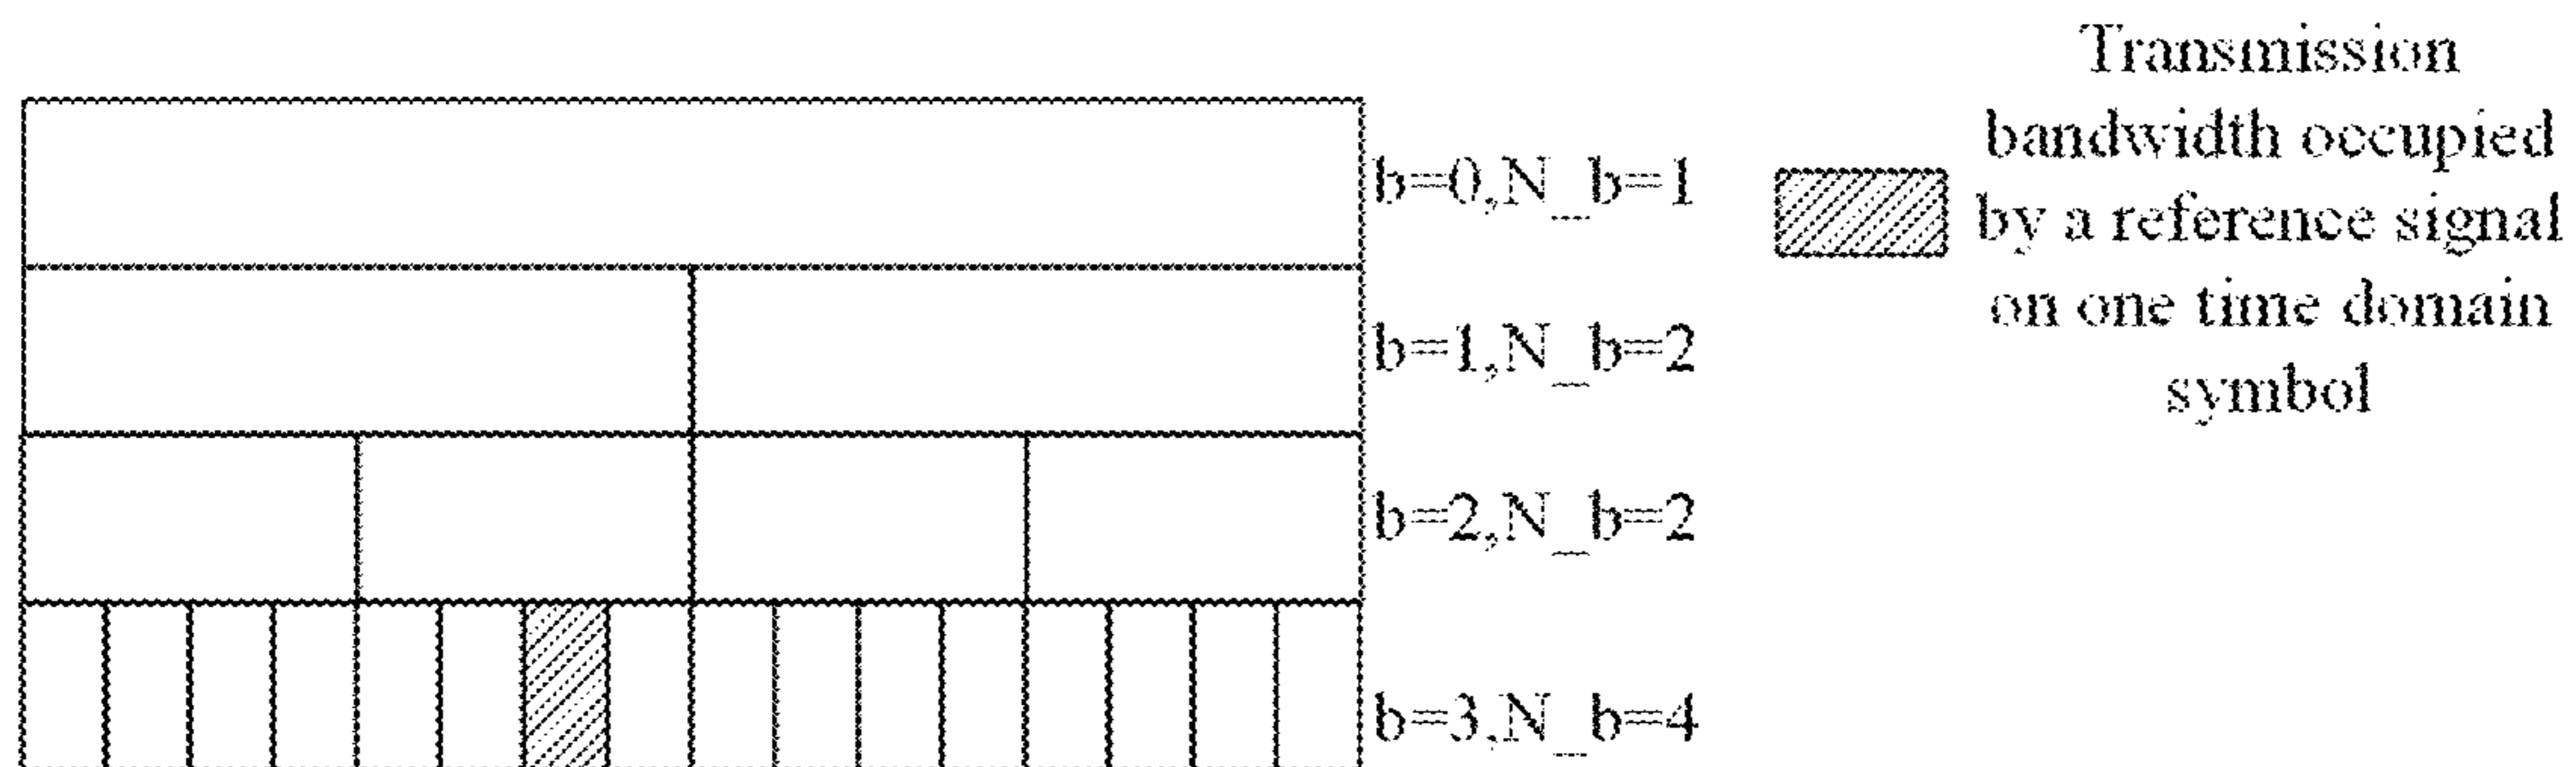 b=0,N_b=1
b=1,N_b=2
b=2,N_b=2
b=3,N_b=4
Transmission
bandwidth occupied
by a reference signal
on one time domain
symbol